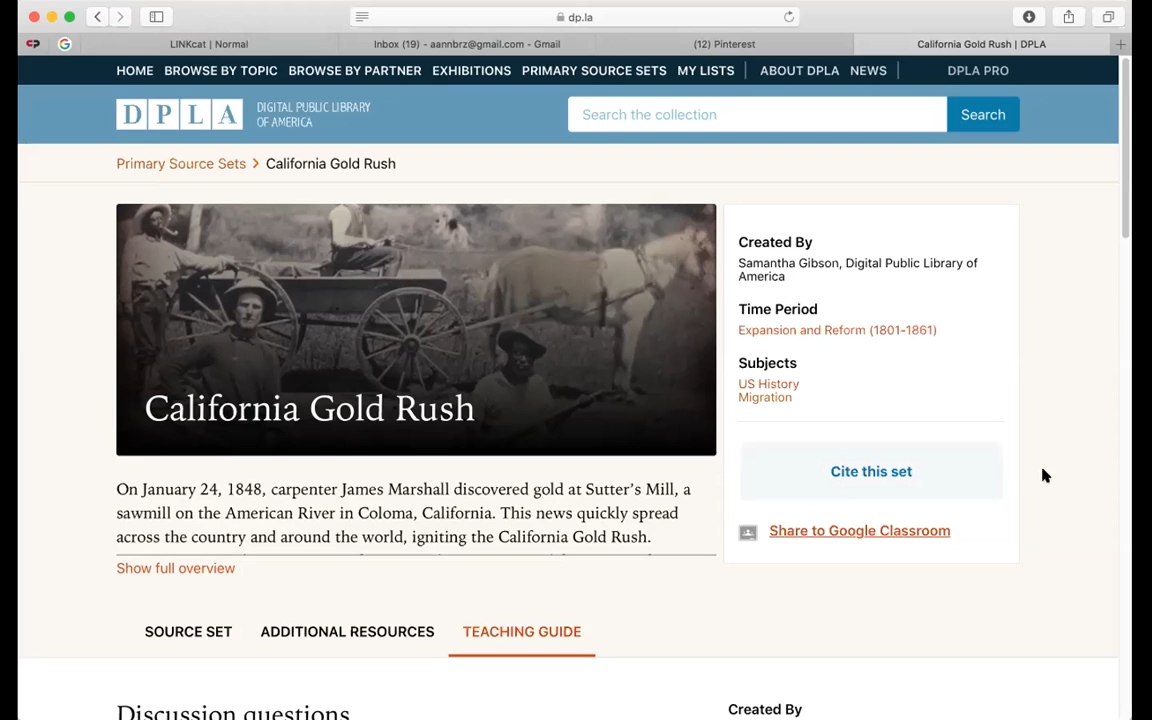 dp.la
LINKcat | Normal
Inbox (19) - aannbrz@gmail.com - Gmail
(12) Pinterest
California Gold Rush | DPLA
HOME BROWSE BY TOPIC BROWSE BY PARTNER EXHIBITIONS PRIMARY SOURCE SETS MY LISTS ABOUT DPLA NEWS DPLA PRO
DPLA
DIGITAL PUBLIC LIBRARY
OF AMERICA
Search the collection
Search
Primary Source Sets > California Gold Rush
California Gold Rush
On January 24, 1848, carpenter James Marshall discovered gold at Sutter's Mill, a
sawmill on the American River in Coloma, California. This news quickly spread
across the country and around the world, igniting the California Gold Rush.
Show full overview
Created By
Samantha Gibson, Digital Public Library of
America
Time Period
Expansion and Reform (1801-1861)
Subjects
US History
Migration
Cite this set
Share to Google Classroom
SOURCE SET ADDITIONAL RESOURCES TEACHING GUIDE
Discussion questions
Created By